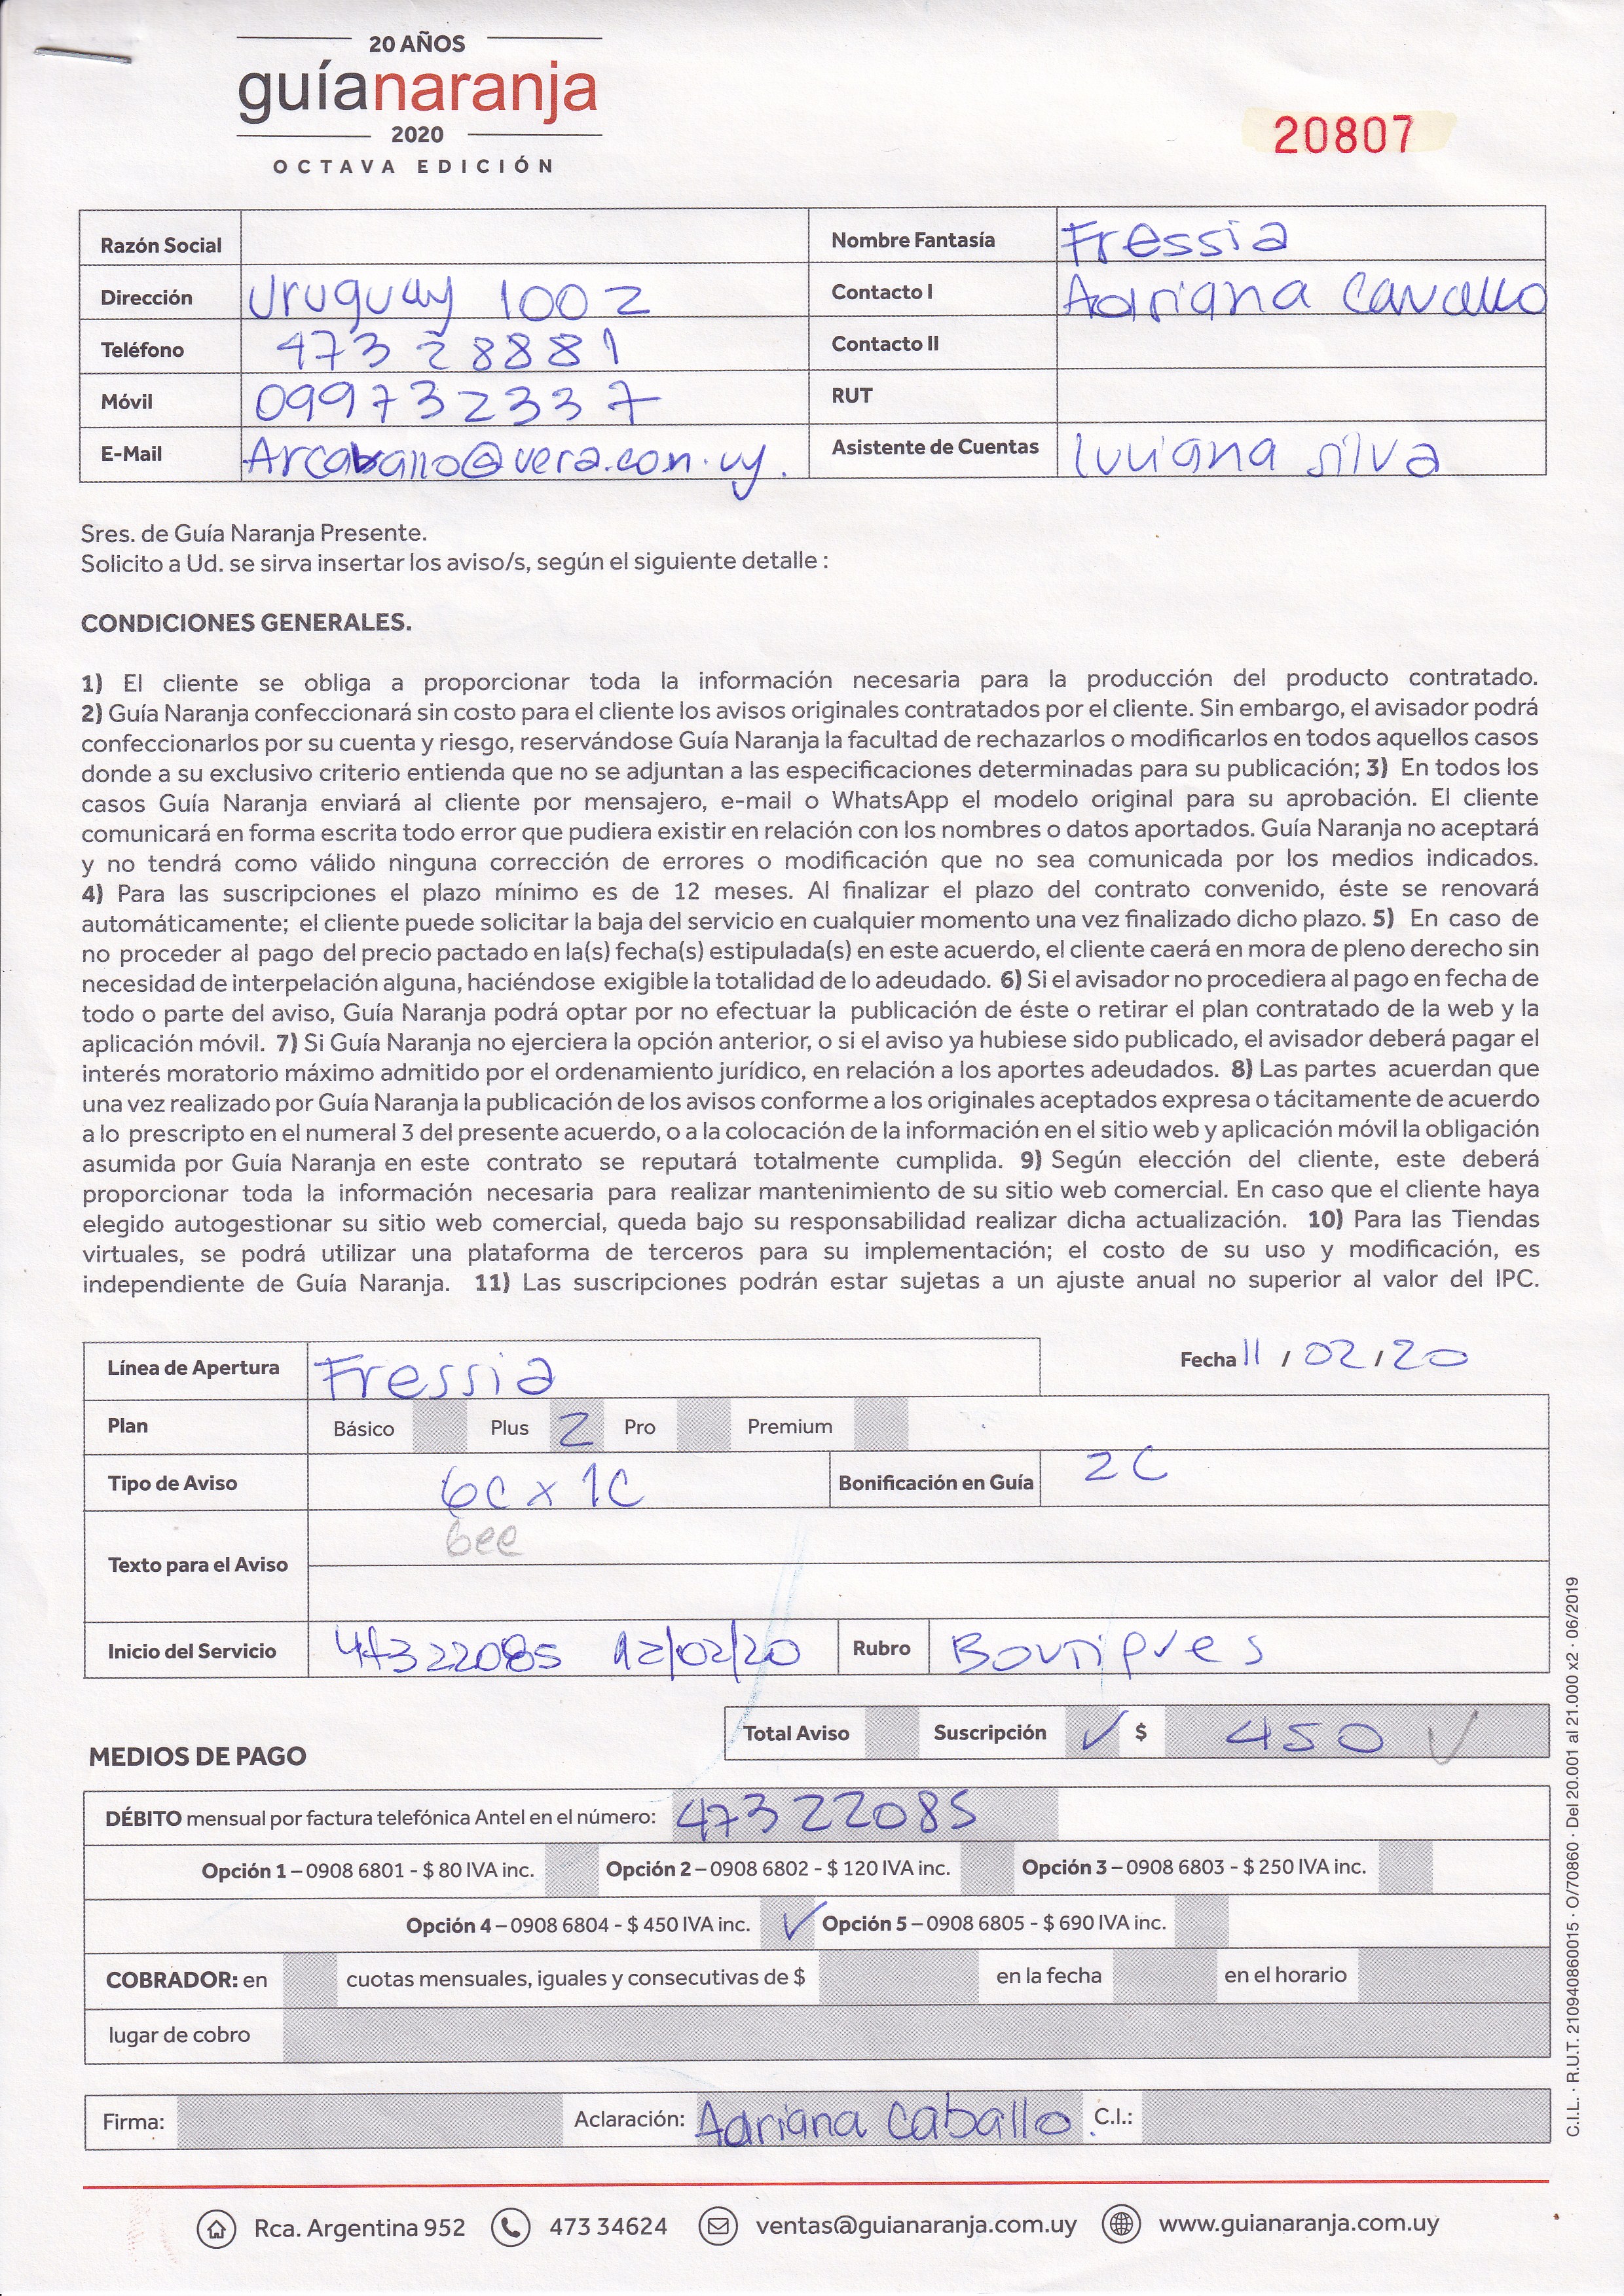 20 AÑOS
guíanaranja
2020
OCTAVA EDICIÓN
20807
Razón Social
Nombre Fantasía Fressia
Dirección Uruguay 1002
Contacto I Adriana Cavallo
Teléfono 473 28881
Contacto II
Móvil 099732337
RUT
E-Mail Arcaballo@vera.com.uy.
Asistente de Cuentas Luciana Silva
Sres. de Guía Naranja Presente.
Solicito a Ud. se sirva insertar los aviso/s, según el siguiente detalle :
CONDICIONES GENERALES.
1) El cliente se obliga a proporcionar toda la información necesaria para la producción del producto contratado.
2) Guía Naranja confeccionará sin costo para el cliente los avisos originales contratados por el cliente. Sin embargo, el avisador podrá
confeccionarlos por su cuenta y riesgo, reservándose Guía Naranja la facultad de rechazarlos o modificarlos en todos aquellos casos
donde a su exclusivo criterio entienda que no se adjuntan a las especificaciones determinadas para su publicación; 3) En todos los
casos Guía Naranja enviará al cliente por mensajero, e-mail o WhatsApp el modelo original para su aprobación. El cliente
comunicará en forma escrita todo error que pudiera existir en relación con los nombres o datos aportados. Guía Naranja no aceptará
y no tendrá como válido ninguna corrección de errores o modificación que no sea comunicada por los medios indicados.
4) Para las suscripciones el plazo mínimo es de 12 meses. Al finalizar el plazo del contrato convenido, éste se renovará
automáticamente; el cliente puede solicitar la baja del servicio en cualquier momento una vez finalizado dicho plazo. 5) En caso de
no proceder al pago del precio pactado en la(s) fecha(s) estipulada(s) en este acuerdo, el cliente caerá en mora de pleno derecho sin
necesidad de interpelación alguna, haciéndose exigible la totalidad de lo adeudado. 6) Si el avisador no procediera al pago en fecha de
todo o parte del aviso, Guía Naranja podrá optar por no efectuar la publicación de éste o retirar el plan contratado de la web y la
aplicación móvil. 7) Si Guía Naranja no ejerciera la opción anterior, o si el aviso ya hubiese sido publicado, el avisador deberá pagar el
interés moratorio máximo admitido por el ordenamiento jurídico, en relación a los aportes adeudados. 8) Las partes acuerdan que
una vez realizado por Guía Naranja la publicación de los avisos conforme a los originales aceptados expresa o tácitamente de acuerdo
a lo prescripto en el numeral 3 del presente acuerdo, o a la colocación de la información en el sitio web y aplicación móvil la obligación
asumida por Guía Naranja en este contrato se reputará totalmente cumplida. 9) Según elección del cliente, este deberá
proporcionar toda la información necesaria para realizar mantenimiento de su sitio web comercial. En caso que el cliente haya
elegido autogestionar su sitio web comercial, queda bajo su responsabilidad realizar dicha actualización. 10) Para las Tiendas
virtuales, se podrá utilizar una plataforma de terceros para su implementación; el costo de su uso y modificación, es
independiente de Guía Naranja. 11) Las suscripciones podrán estar sujetas a un ajuste anual no superior al valor del IPC.
Línea de Apertura Fressia
Fecha 11 / 02 / 20
Plan Básico Plus 2 Pro Premium
Tipo de Aviso 6C x 1C Bonificación en Guía 2C
bee
Texto para el Aviso
Inicio del Servicio 47322085 12/02/20 Rubro Boutiques
Total Aviso Suscripción ✓ $ 450 ✓
MEDIOS DE PAGO
DÉBITO mensual por factura telefónica Antel en el número: 47322085
Opción 1 – 0908 6801 - $ 80 IVA inc. Opción 2 – 0908 6802 - $ 120 IVA inc. Opción 3 – 0908 6803 - $ 250 IVA inc.
Opción 4 – 0908 6804 - $ 450 IVA inc. ✓ Opción 5 – 0908 6805 - $ 690 IVA inc.
COBRADOR: en cuotas mensuales, iguales y consecutivas de $ en la fecha en el horario
lugar de cobro
Firma: Aclaración: Adriana Caballo. C.I.:
C.I.L. · R.U.T. 210940860015 · O/70860 · Del 20.001 al 21.000 x2 · 06/2019
Rca. Argentina 952 473 34624 ventas@guianaranja.com.uy www.guianaranja.com.uy